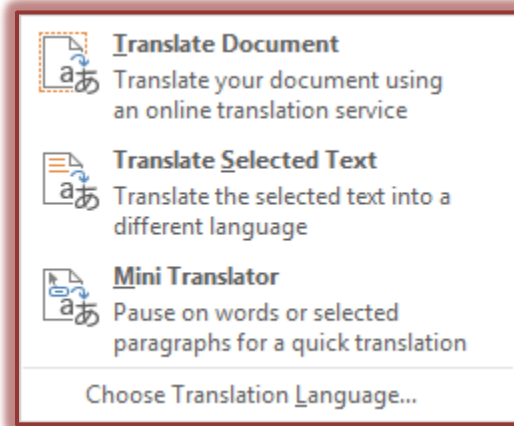 Translate Document
Translate your document using
an online translation service
Translate Selected Text
Translate the selected text into a
different language
Mini Translator
Pause on words or selected
paragraphs for a quick translation
Choose Translation Language...